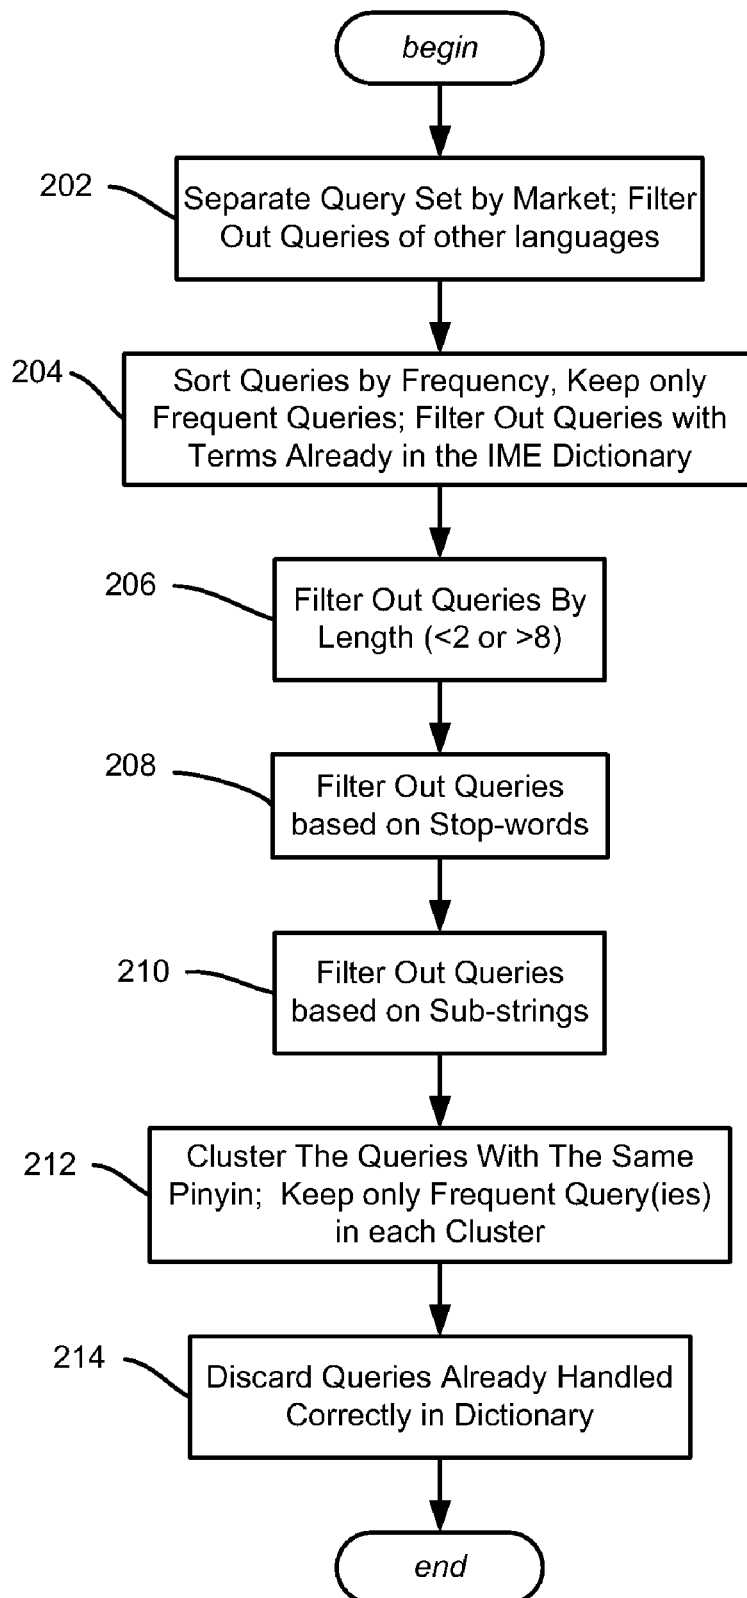 begin
202
Separate Query Set by Market; Filter
Out Queries of other languages
204
Sort Queries by Frequency, Keep only
Frequent Queries; Filter Out Queries with
Terms Already in the IME Dictionary
206
Filter Out Queries By
Length (<2 or >8)
208
Filter Out Queries
based on Stop-words
210
Filter Out Queries
based on Sub-strings
212
Cluster The Queries With The Same
Pinyin;  Keep only Frequent Query(ies)
in each Cluster
214
Discard Queries Already Handled
Correctly in Dictionary
end